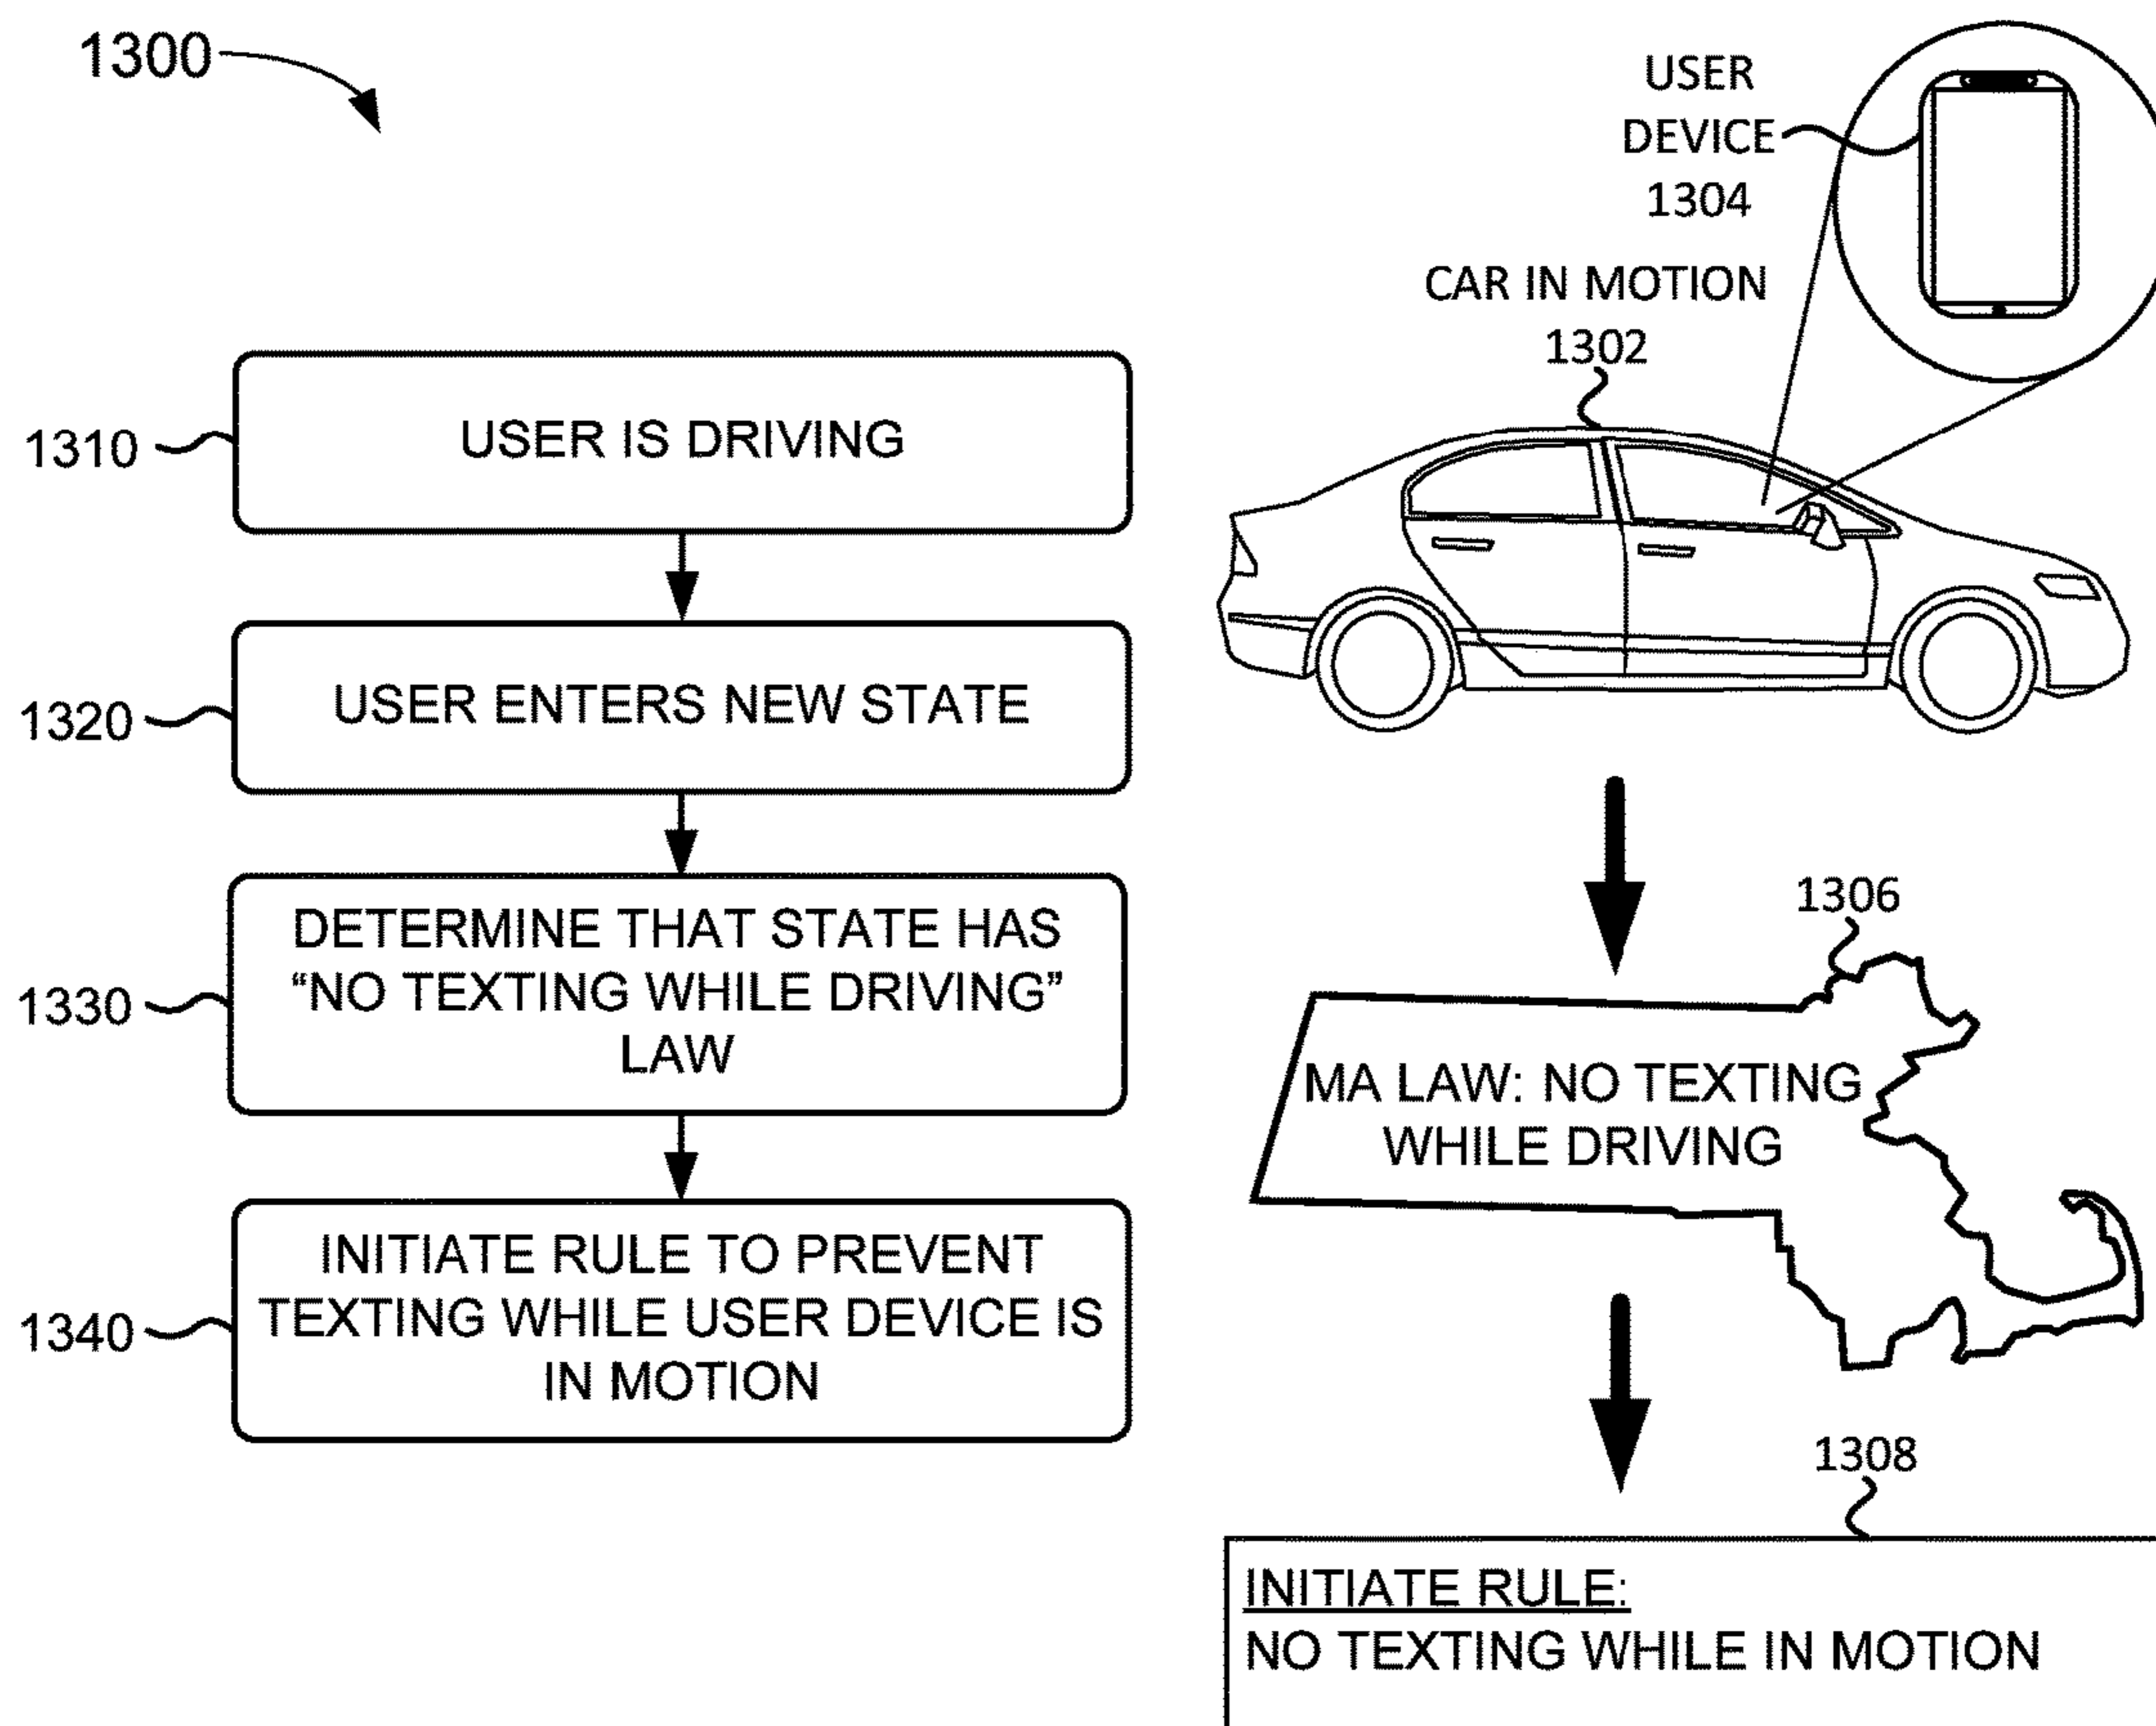 1300
1310
USER IS DRIVING
1320
USER ENTERS NEW STATE
1330
DETERMINE THAT STATE HAS
“NO TEXTING WHILE DRIVING”
LAW
1340
INITIATE RULE TO PREVENT
TEXTING WHILE USER DEVICE IS
IN MOTION
USER
DEVICE
1304
CAR IN MOTION
1302
1306
MA LAW: NO TEXTING
WHILE DRIVING
1308
INITIATE RULE:
NO TEXTING WHILE IN MOTION